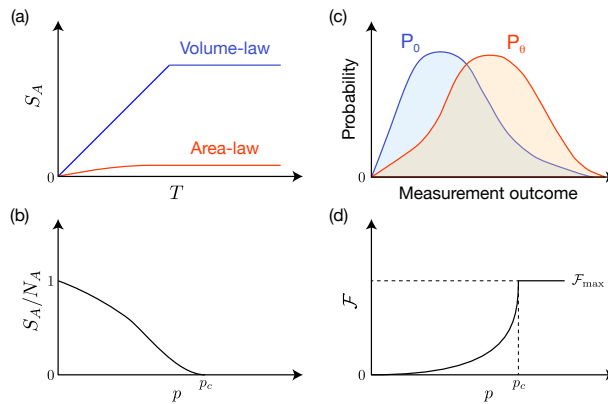 (a)
Volume-law
Area-law
S_A
0
T
(b)
1
S_A/N_A
0
p
p_c
(c)
P_0
P_θ
Probability
0
Measurement outcome
(d)
F_max
F
0
p
p_c